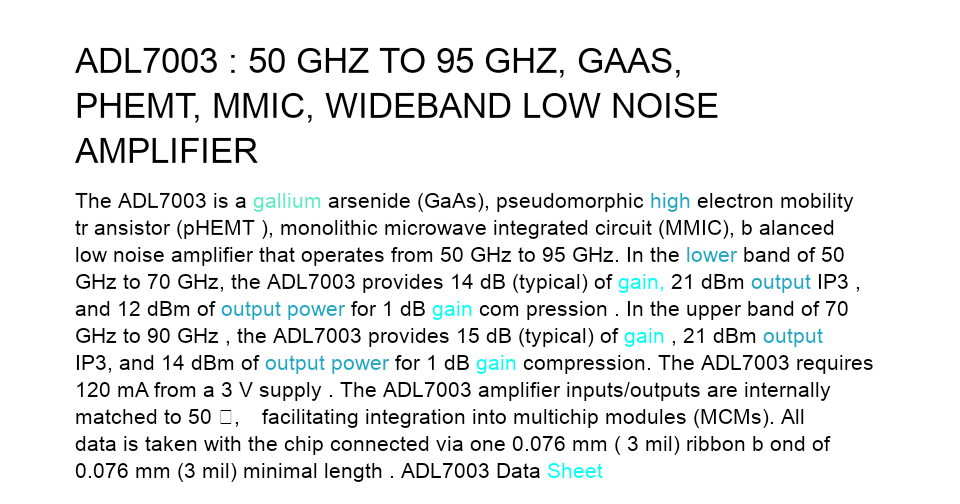 ADL7003 : 50 GHZ TO 95 GHZ, GAAS,
PHEMT, MMIC, WIDEBAND LOW NOISE
AMPLIFIER
The ADL7003 is a gallium arsenide (GaAs), pseudomorphic high electron mobility
tr ansistor (pHEMT ), monolithic microwave integrated circuit (MMIC), b alanced
low noise amplifier that operates from 50 GHz to 95 GHz. In the lower band of 50
GHz to 70 GHz, the ADL7003 provides 14 dB (typical) of gain, 21 dBm output IP3 ,
and 12 dBm of output power for 1 dB gain com pression . In the upper band of 70
GHz to 90 GHz , the ADL7003 provides 15 dB (typical) of gain , 21 dBm output
IP3, and 14 dBm of output power for 1 dB gain compression. The ADL7003 requires
120 mA from a 3 V supply . The ADL7003 amplifier inputs/outputs are internally
matched to 50 □, facilitating integration into multichip modules (MCMs). All
data is taken with the chip connected via one 0.076 mm ( 3 mil) ribbon b ond of
0.076 mm (3 mil) minimal length . ADL7003 Data Sheet